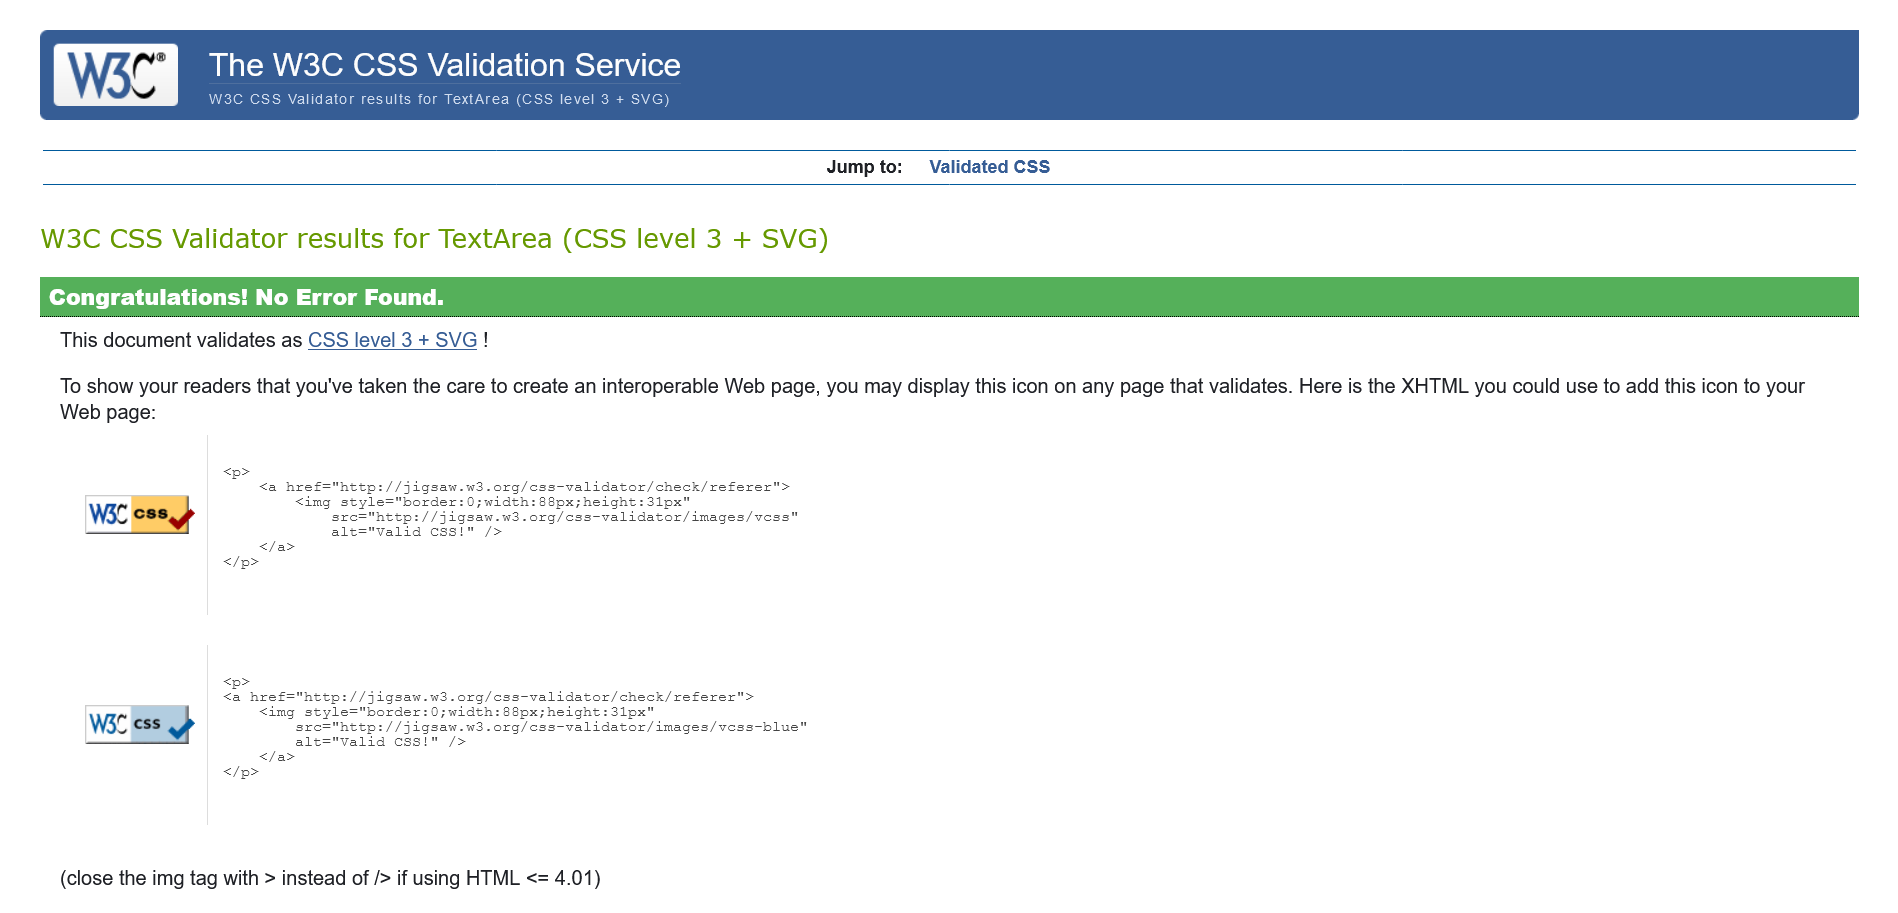 W3C®
The W3C CSS Validation Service
W3C CSS Validator results for TextArea (CSS level 3 + SVG)
Jump to: Validated CSS
W3C CSS Validator results for TextArea (CSS level 3 + SVG)
Congratulations! No Error Found.
This document validates as CSS level 3 + SVG !
To show your readers that you've taken the care to create an interoperable Web page, you may display this icon on any page that validates. Here is the XHTML you could use to add this icon to your
Web page:
W3C css
<p>
    <a href="http://jigsaw.w3.org/css-validator/check/referer">
        <img style="border:0;width:88px;height:31px"
            src="http://jigsaw.w3.org/css-validator/images/vcss"
            alt="Valid CSS!" />
    </a>
</p>
W3C css
<p>
<a href="http://jigsaw.w3.org/css-validator/check/referer">
    <img style="border:0;width:88px;height:31px"
        src="http://jigsaw.w3.org/css-validator/images/vcss-blue"
        alt="Valid CSS!" />
    </a>
</p>
(close the img tag with > instead of /> if using HTML <= 4.01)